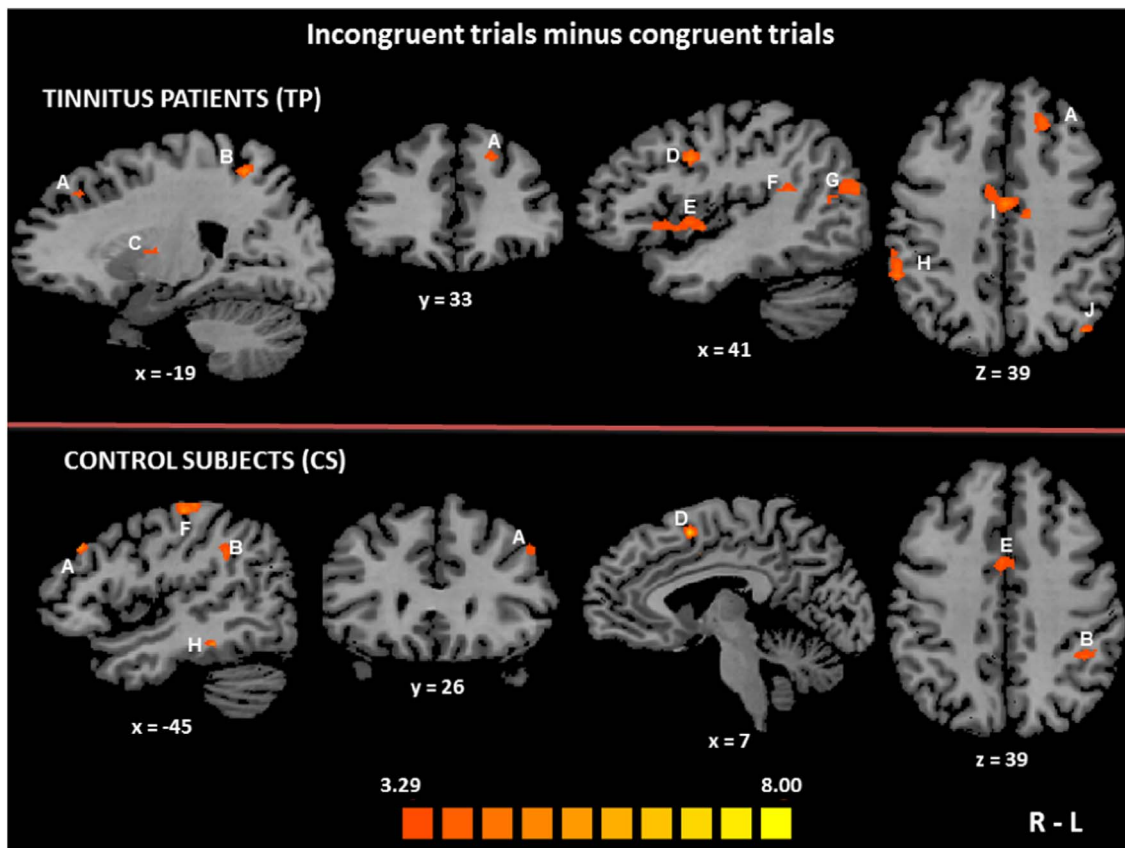 Incongruent trials minus congruent trials
TINNITUS PATIENTS (TP)
A
B
C
x = -19
A
y = 33
D
E
F
G
x = 41
A
I
H
J
Z = 39
CONTROL SUBJECTS (CS)
A
F
B
H
x = -45
A
y = 26
D
x = 7
E
B
z = 39
3.29 8.00
R - L